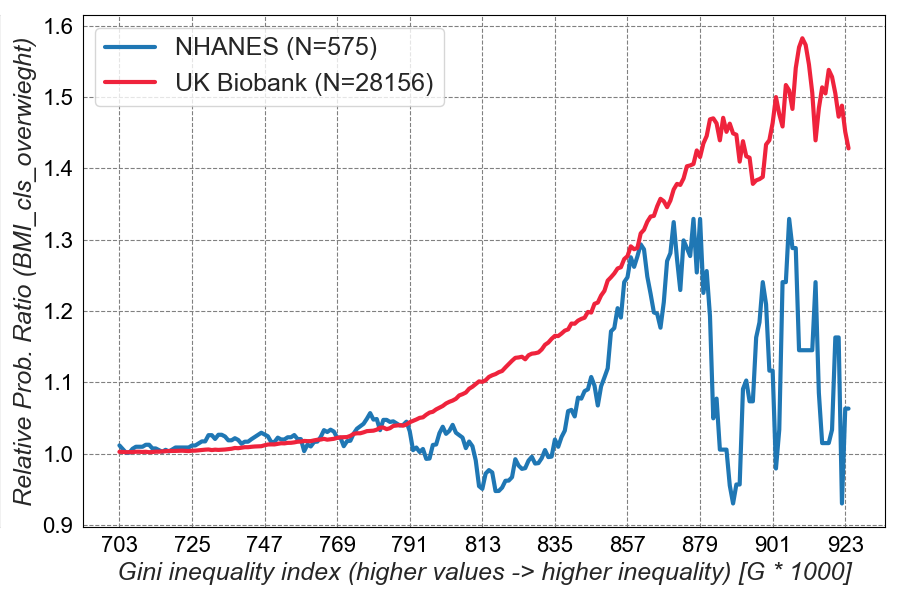 NHANES (N=575)
UK Biobank (N=28156)
Relative Prob. Ratio (BMI_cls_overwieght)
1.6
1.5
1.4
1.3
1.2
1.1
1.0
0.9
703 725 747 769 791 813 835 857 879 901 923
Gini inequality index (higher values -> higher inequality) [G * 1000]